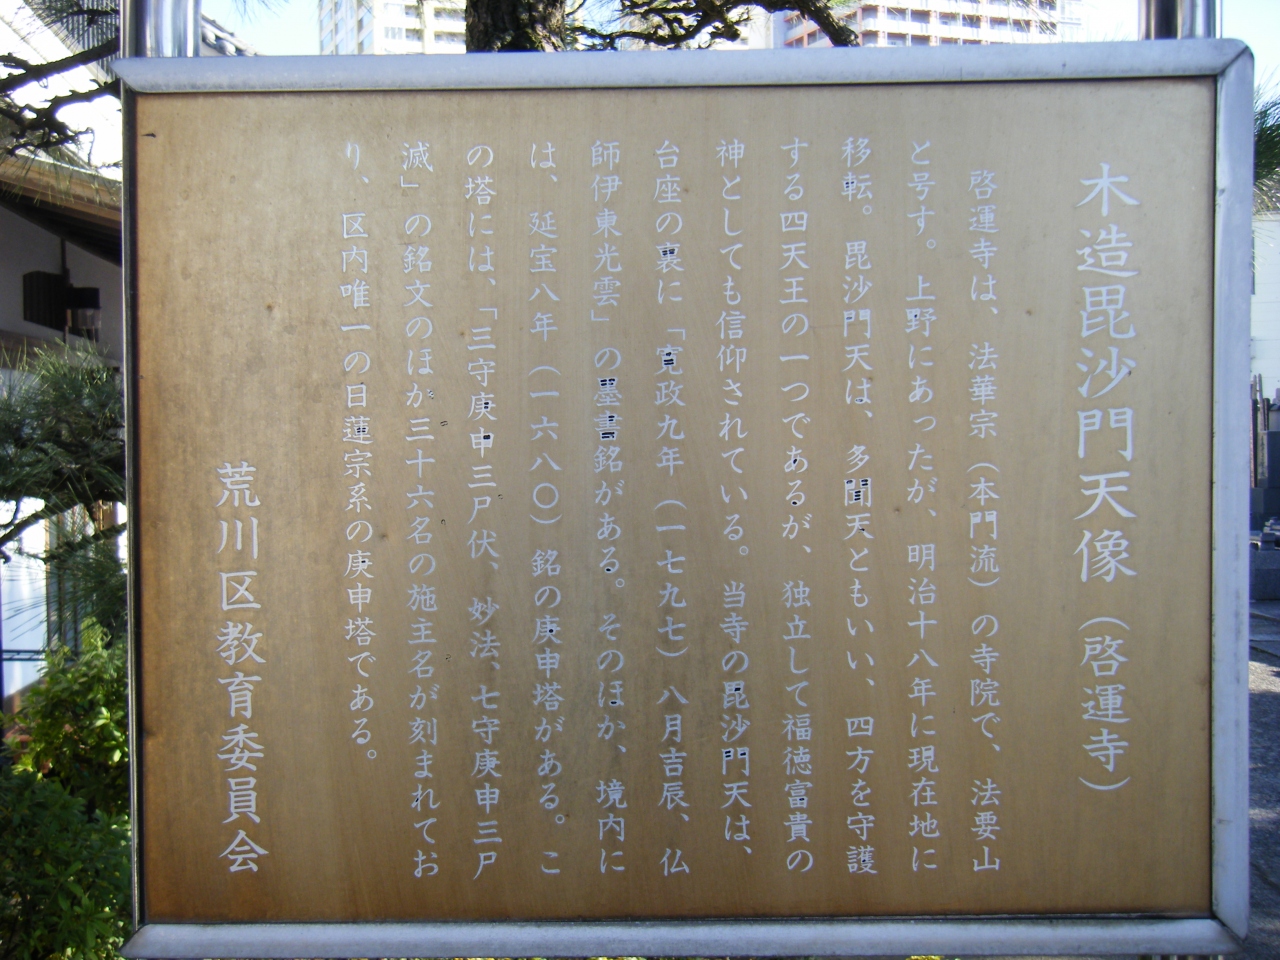 木造毘沙門天像（啓運寺）
啓運寺は、法華宗（本門流）の寺院で、法要山
と号す。上野にあったが、明治十八年に現在地に
移転。毘沙門天は、多聞天ともいい、四方を守護
する四天王の一つであるが、独立して福徳富貴の
神としても信仰されている。当寺の毘沙門天は、
台座の裏に「寛政九年（一七九七）八月吉辰、仏
師伊東光雲」の墨書銘がある。そのほか、境内に
は、延宝八年（一六八〇）銘の庚申塔がある。こ
の塔には、「三守庚申三尸伏、妙法、七守庚申三尸
滅」の銘文のほか三十六名の施主名が刻まれてお
り、区内唯一の日蓮宗系の庚申塔である。
荒川区教育委員会